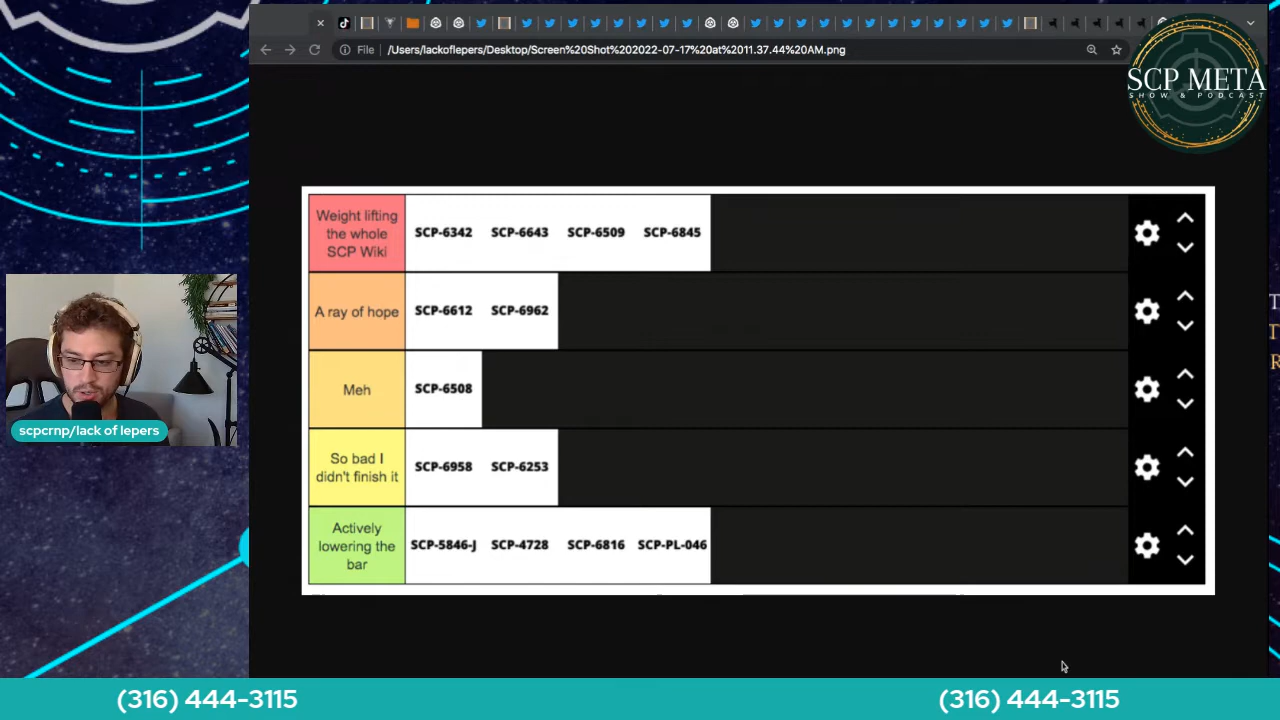 File
/Users/lackoflepers/Desktop/Screen%20Shot%202022-07-17%20at%2011.37.44%20AM.png
SCP META
SHOW & PODCAST
Weight lifting
the whole
SCP Wiki
SCP-6342 SCP-6643 SCP-6509 SCP-6845
A ray of hope
SCP-6612 SCP-6962
Meh
SCP-6508
So bad I
didn't finish it
SCP-6958 SCP-6253
Actively
lowering the
bar
SCP-5846-J SCP-4728 SCP-6816 SCP-PL-046
scpcrnp/lack of lepers
T
T
R
(316) 444-3115
(316) 444-3115